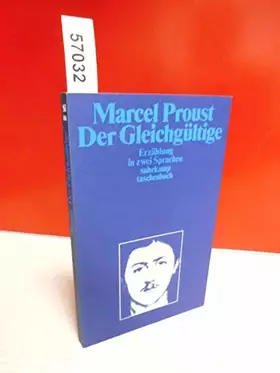 57032
Marcel Proust
Der Gleichgültige
Erzählung
in zwei Sprachen
suhrkamp
taschenbuch